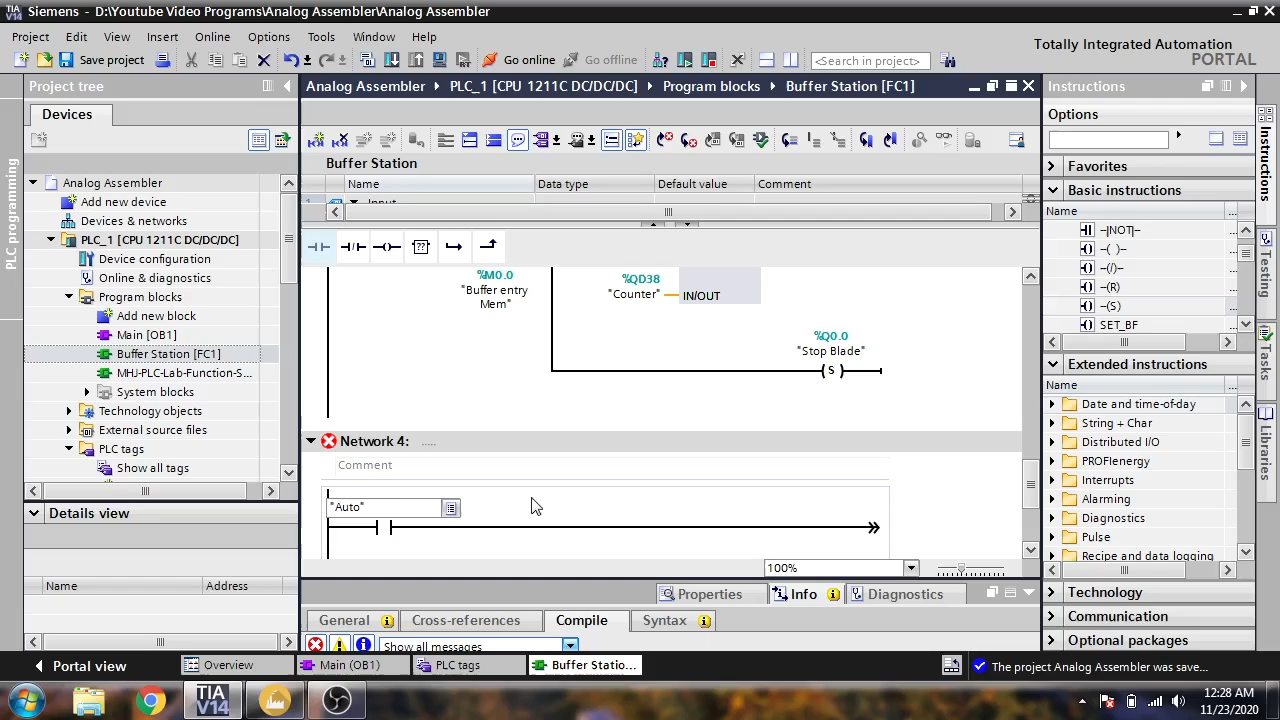 TIA V14
Siemens - D:\Youtube Video Programs\Analog Assembler\Analog Assembler
Project Edit View Insert Online Options Tools Window Help
Totally Integrated Automation
PORTAL
Save project
Go online
Go offline
<Search in project>
Project tree
Analog Assembler PLC_1 [CPU 1211C DC/DC/DC] Program blocks Buffer Station [FC1]
Instructions
Devices
Options
PLC programming
Analog Assembler
Add new device
Devices & networks
PLC_1 [CPU 1211C DC/DC/DC]
Device configuration
Online & diagnostics
Program blocks
Add new block
Main [OB1]
Buffer Station [FC1]
MHJ-PLC-Lab-Function-S...
System blocks
Technology objects
External source files
PLC tags
Show all tags
Details view
Name Address
Buffer Station
Name Data type Default value Comment
1 Input
??
%M0.0
"Buffer entry
Mem"
%QD38
"Counter"
IN/OUT
%Q0.0
"Stop Blade"
S
Network 4: .....
Comment
"Auto"
100%
Properties Info Diagnostics
General Cross-references Compile Syntax
Show all messages
Favorites
Basic instructions
Name ...
-|NOT|-
-( )-
-(/)-
-(R)
-(S)
SET_BF
Extended instructions
Name ...
Date and time-of-day
String + Char
Distributed I/O
PROFIenergy
Interrupts
Alarming
Diagnostics
Pulse
Recipe and data logging
Technology
Communication
Optional packages
Instructions
Testing
Tasks
Libraries
Portal view
Overview
Main (OB1)
PLC tags
Buffer Statio...
The project Analog Assembler was save...
TIA V14
12:28 AM
11/23/2020